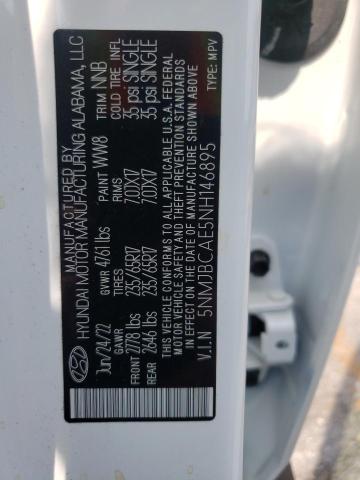 MANUFACTURED BY
HYUNDAI MOTOR MANUFACTURING ALABAMA, LLC
Jun/24/22 GVWR 4761 lbs PAINT WW8 TRIM NNB
GAWR TIRES RIMS COLD TIRE INFL
FRONT 2778 lbs 235/65R17 7.0JX17 35 psi SINGLE
REAR 2646 lbs 235/65R17 7.0JX17 35 psi SINGLE
THIS VEHICLE CONFORMS TO ALL APPLICABLE U.S.A. FEDERAL
MOTOR VEHICLE SAFETY AND THEFT PREVENTION STANDARDS
IN EFFECT ON THE DATE OF MANUFACTURE SHOWN ABOVE.
V.I.N 5NMJBCAE5NH146895 TYPE: MPV